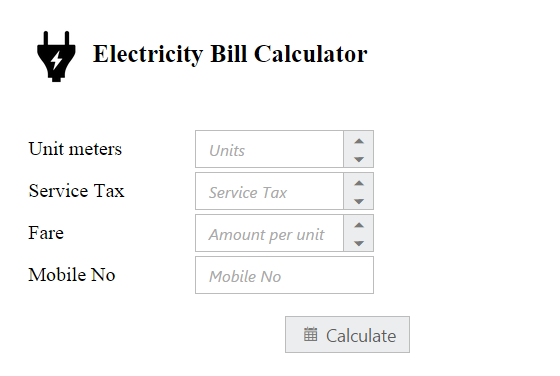 Electricity Bill Calculator
Unit meters Units
Service Tax Service Tax
Fare Amount per unit
Mobile No Mobile No
Calculate